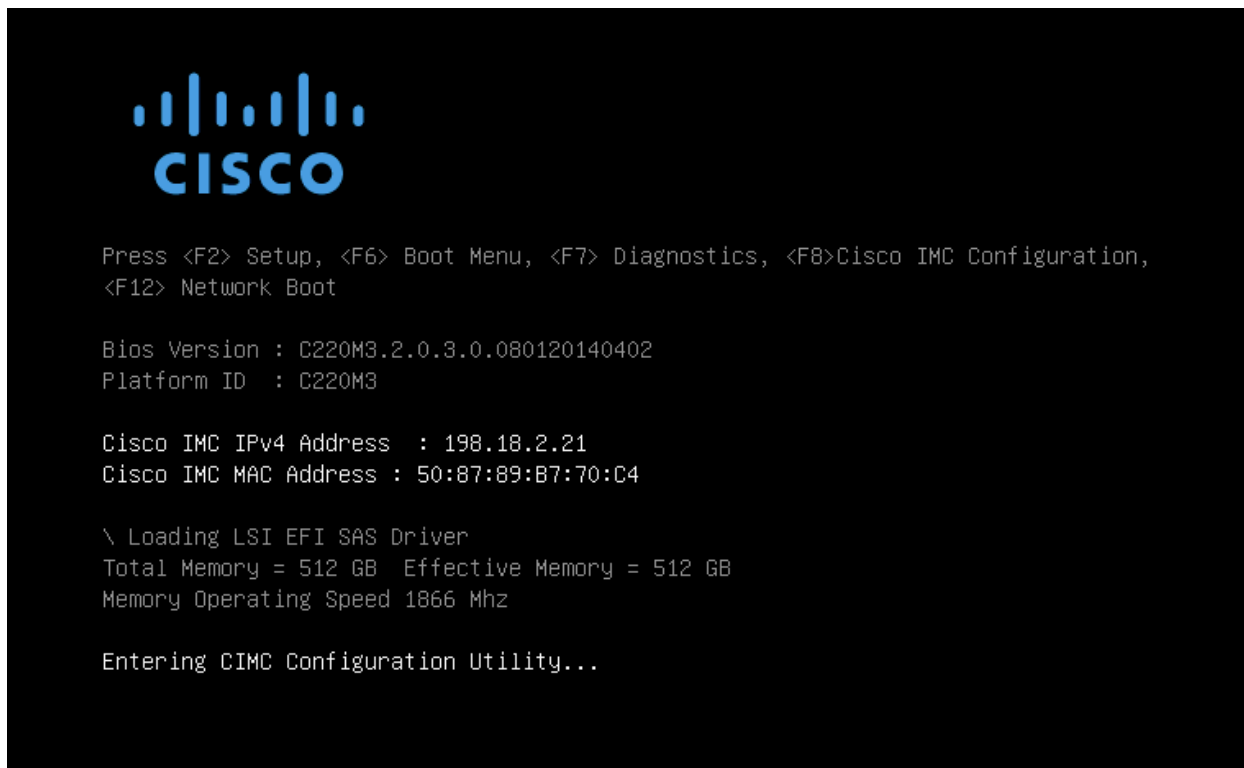 CISCO
Press <F2> Setup, <F6> Boot Menu, <F7> Diagnostics, <F8>Cisco IMC Configuration,
<F12> Network Boot
Bios Version : C220M3.2.0.3.0.080120140402
Platform ID  : C220M3
Cisco IMC IPv4 Address  : 198.18.2.21
Cisco IMC MAC Address : 50:87:89:B7:70:C4
\ Loading LSI EFI SAS Driver
Total Memory = 512 GB  Effective Memory = 512 GB
Memory Operating Speed 1866 Mhz
Entering CIMC Configuration Utility...